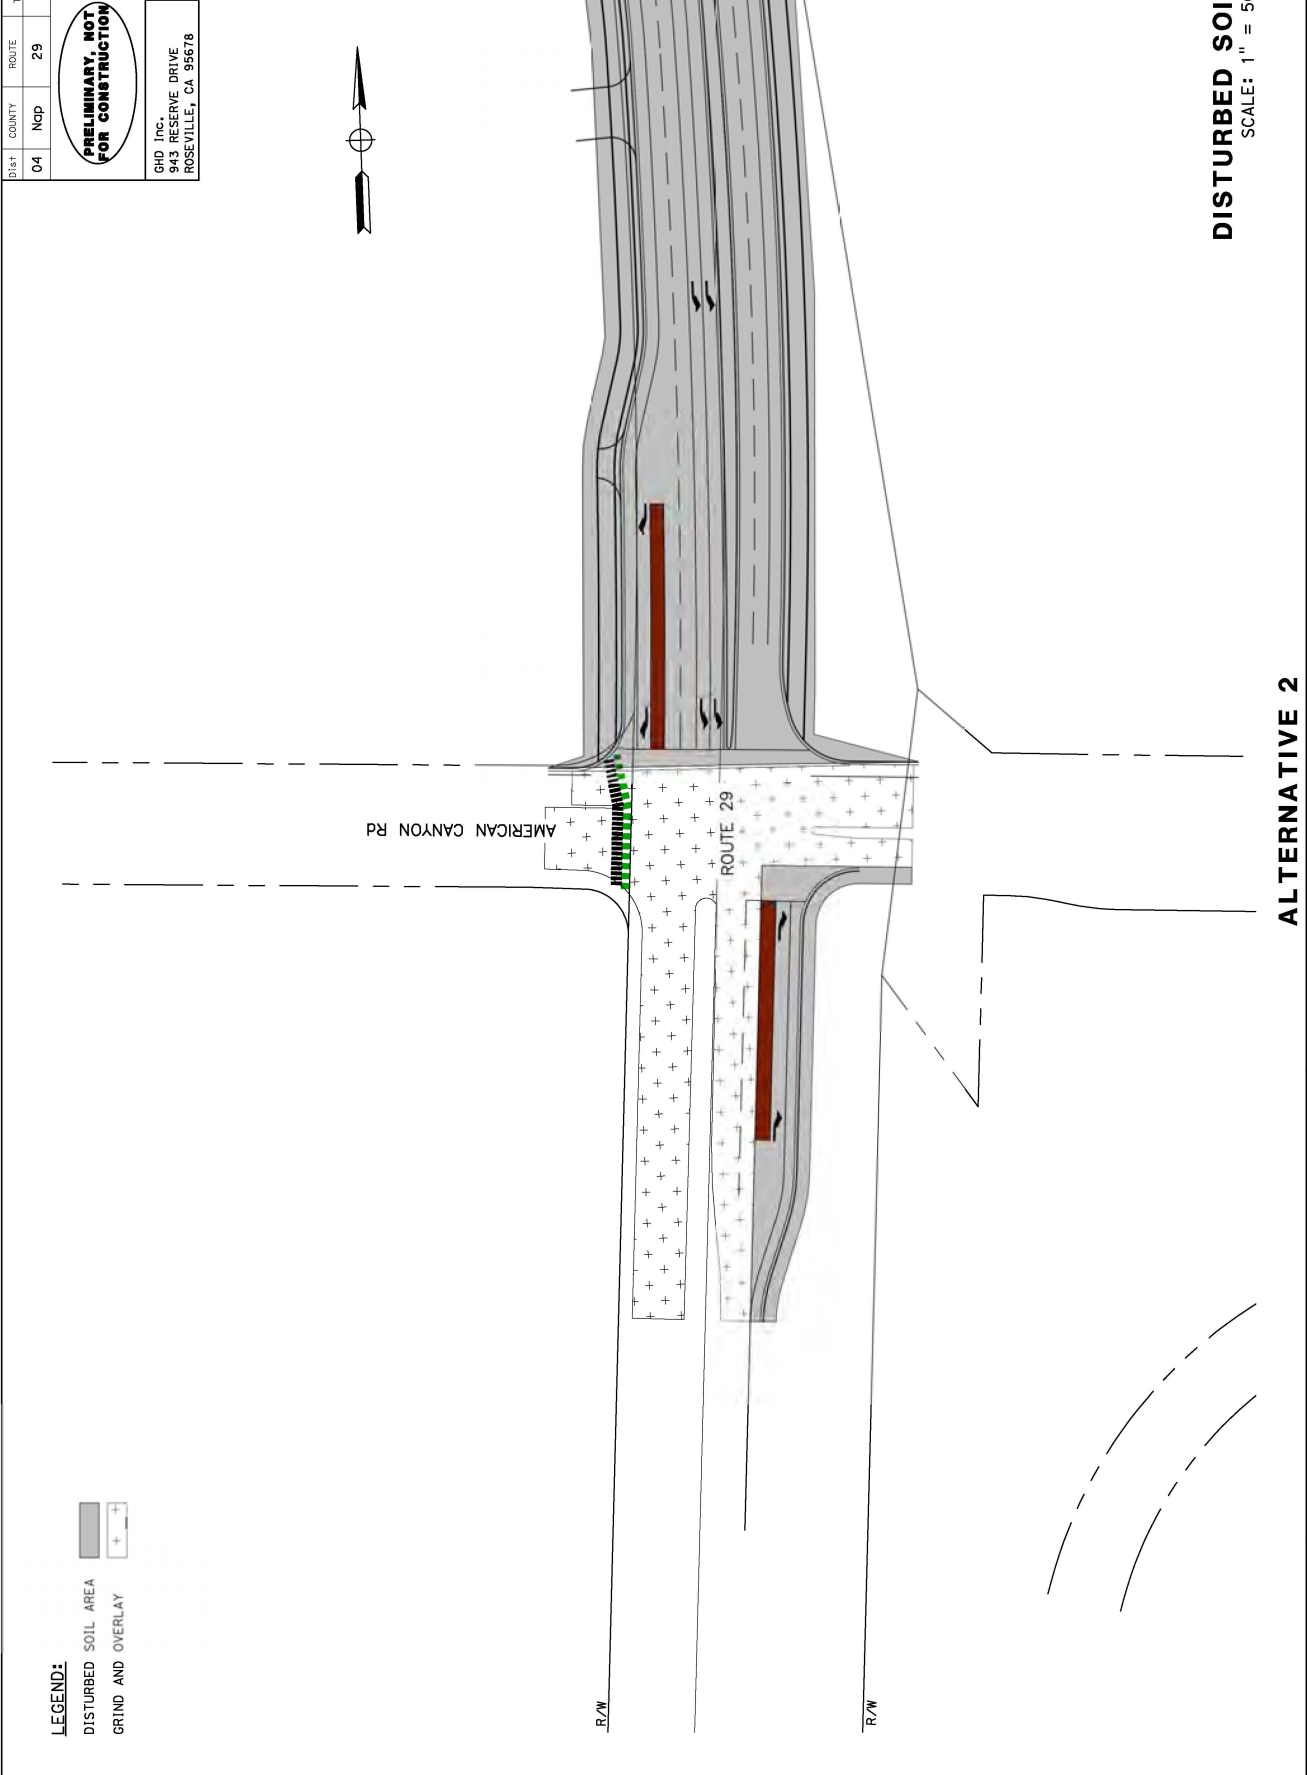 Dist COUNTY ROUTE
04 Nap 29
PRELIMINARY, NOT
FOR CONSTRUCTION
GHD Inc.
943 RESERVE DRIVE
ROSEVILLE, CA 95678
AMERICAN CANYON Rd
ROUTE 29
LEGEND:
DISTURBED SOIL AREA
GRIND AND OVERLAY
R/W
R/W
DISTURBED SOI
SCALE: 1" = 5
ALTERNATIVE 2